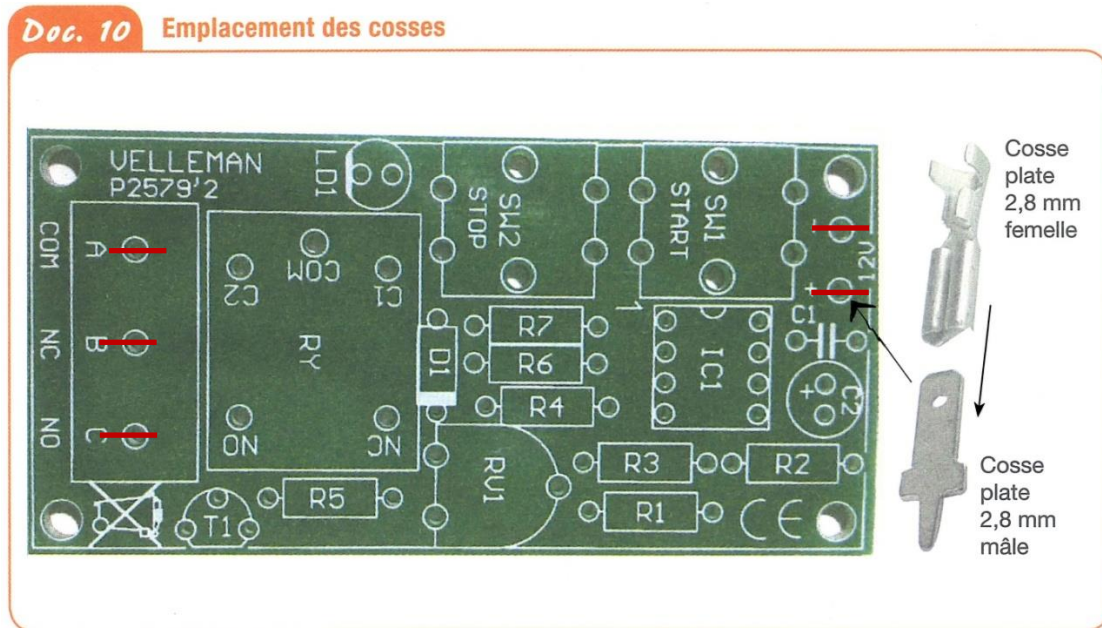 Doc. 10 Emplacement des cosses
VELLEMAN
P2579'2
LD1
COM
A
NC
B
NO
C
C2
COM
C1
RY
NO
NC
STOP
SW2
START
SW1
-
+
12V
1
D1
R7
R6
R4
IC1
C1
+
C2
RV1
R3
R2
R1
R5
T1
CE
Cosse
plate
2,8 mm
femelle
Cosse
plate
2,8 mm
mâle